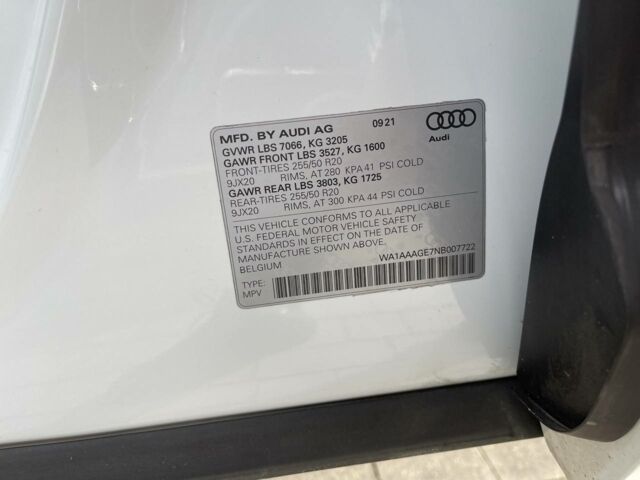 MFD. BY AUDI AG 09 21
GVWR LBS 7066, KG 3205
GAWR FRONT LBS 3527, KG 1600
FRONT-TIRES 255/50 R20
9JX20 RIMS, AT 280 KPA 41 PSI COLD
GAWR REAR LBS 3803, KG 1725
REAR-TIRES 255/50 R20
9JX20 RIMS, AT 300 KPA 44 PSI COLD
THIS VEHICLE CONFORMS TO ALL APPLICABLE
U.S. FEDERAL MOTOR VEHICLE SAFETY
STANDARDS IN EFFECT ON THE DATE OF
MANUFACTURE SHOWN ABOVE.
BELGIUM WA1AAAGE7NB007722
TYPE:
MPV
Audi